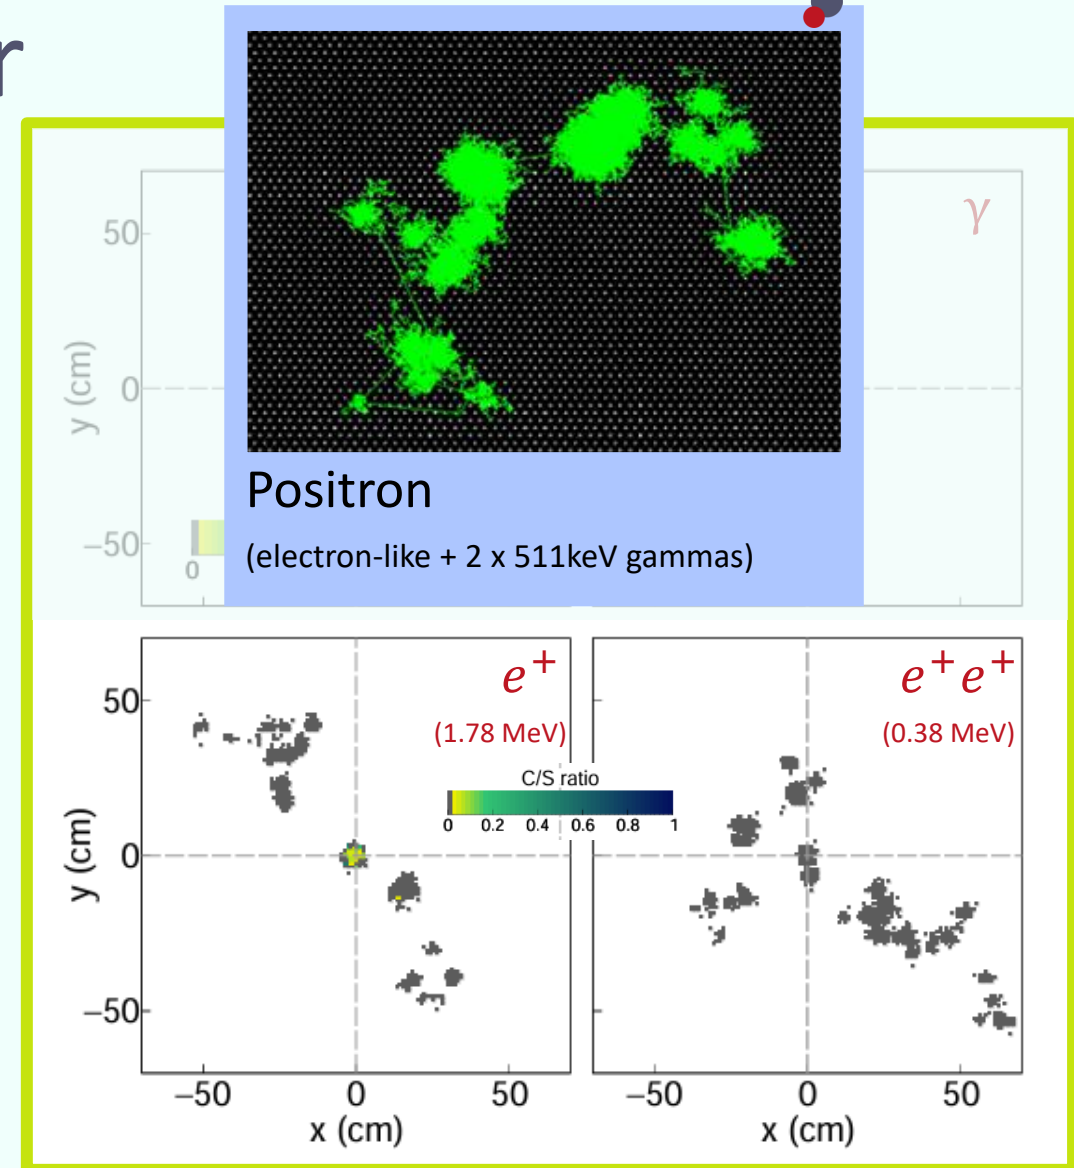 r
γ
50
0
−50
y (cm)
0
Positron
(electron-like + 2 x 511keV gammas)
e⁺
(1.78 MeV)
e⁺e⁺
(0.38 MeV)
C/S ratio
0 0.2 0.4 0.6 0.8 1
50
0
−50
y (cm)
−50 0 50 −50 0 50
x (cm) x (cm)